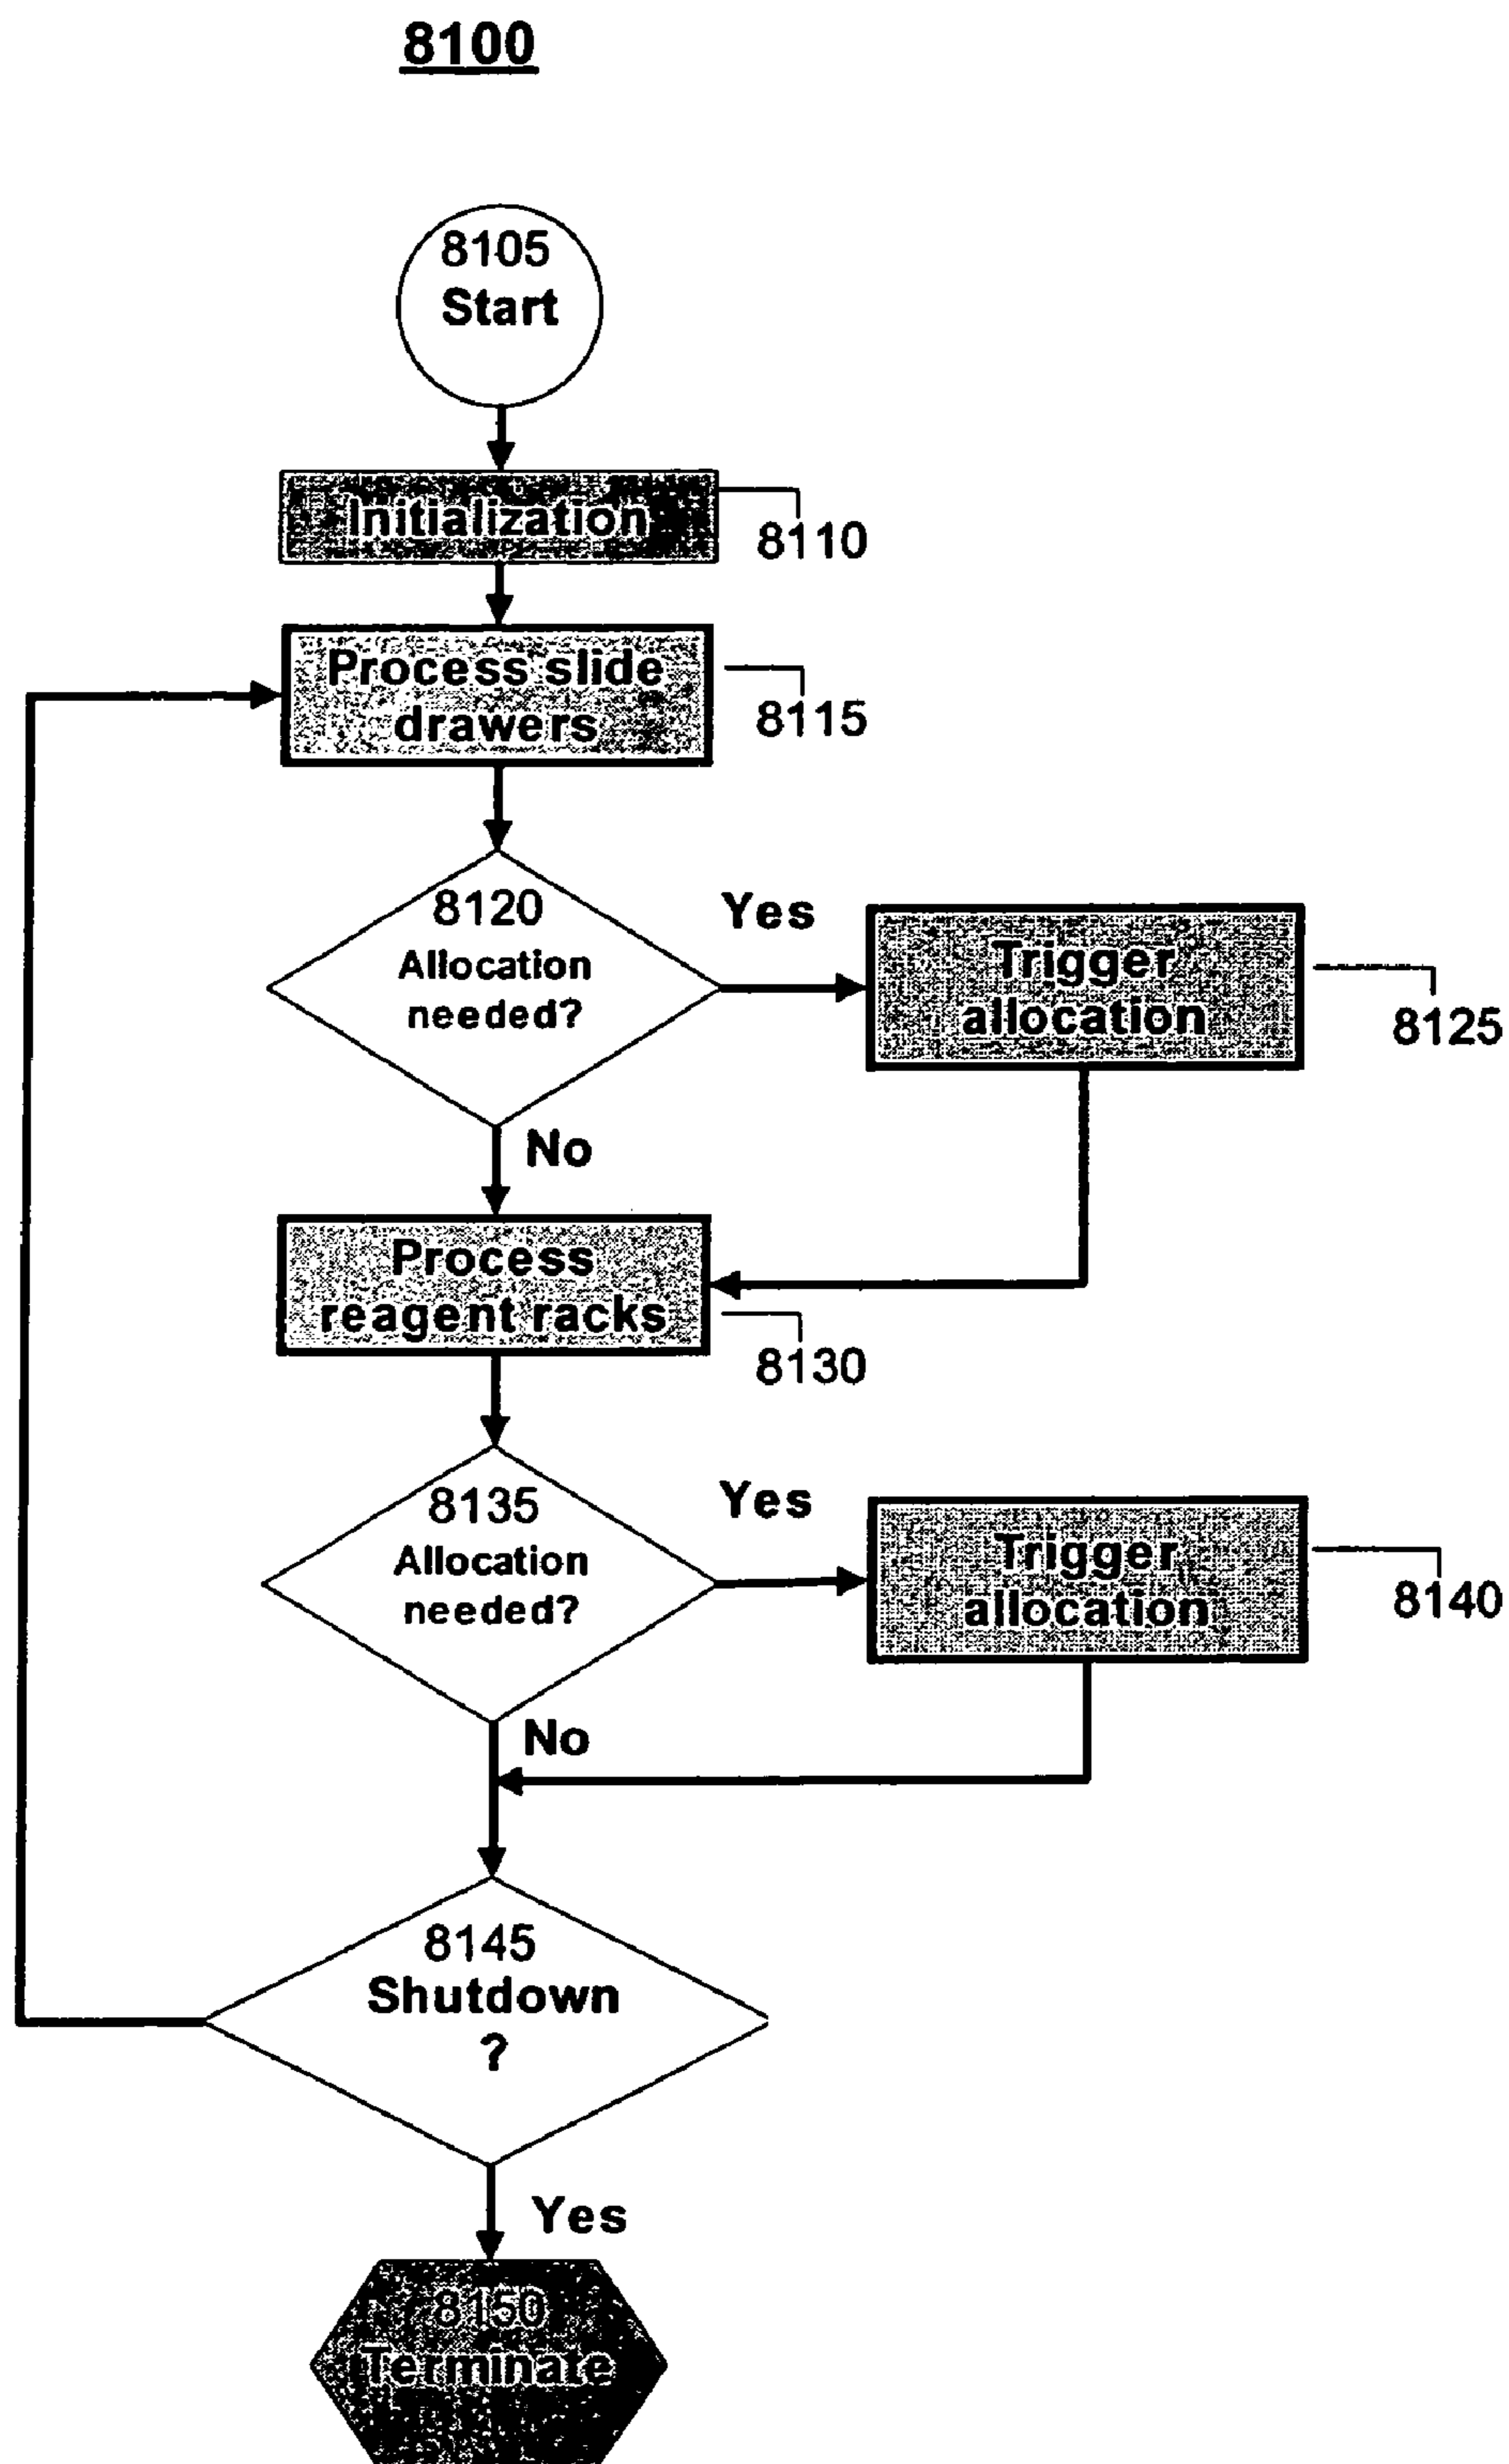 8100
8105
Start
Initialization
8110
Process slide
drawers
8115
8120
Allocation
needed?
Yes
Trigger
allocation
8125
No
Process
reagent racks
8130
8135
Allocation
needed?
Yes
Trigger
allocation
8140
No
8145
Shutdown
?
Yes
8150
Terminate